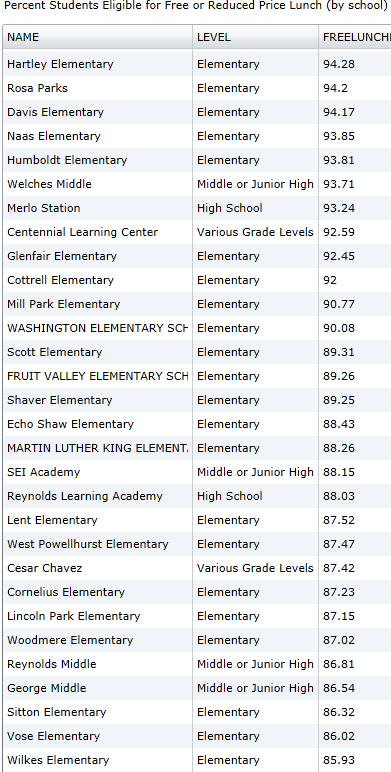 Percent Students Eligible for Free or Reduced Price Lunch (by school)
NAME LEVEL FREELUNCH
Hartley Elementary Elementary 94.28
Rosa Parks Elementary 94.2
Davis Elementary Elementary 94.17
Naas Elementary Elementary 93.85
Humboldt Elementary Elementary 93.81
Welches Middle Middle or Junior High 93.71
Merlo Station High School 93.24
Centennial Learning Center Various Grade Levels 92.59
Glenfair Elementary Elementary 92.45
Cottrell Elementary Elementary 92
Mill Park Elementary Elementary 90.77
WASHINGTON ELEMENTARY SCH Elementary 90.08
Scott Elementary Elementary 89.31
FRUIT VALLEY ELEMENTARY SCH Elementary 89.26
Shaver Elementary Elementary 89.25
Echo Shaw Elementary Elementary 88.43
MARTIN LUTHER KING ELEMENT. Elementary 88.26
SEI Academy Middle or Junior High 88.15
Reynolds Learning Academy High School 88.03
Lent Elementary Elementary 87.52
West Powellhurst Elementary Elementary 87.47
Cesar Chavez Various Grade Levels 87.42
Cornelius Elementary Elementary 87.23
Lincoln Park Elementary Elementary 87.15
Woodmere Elementary Elementary 87.02
Reynolds Middle Middle or Junior High 86.81
George Middle Middle or Junior High 86.54
Sitton Elementary Elementary 86.32
Vose Elementary Elementary 86.02
Wilkes Elementary Elementary 85.93